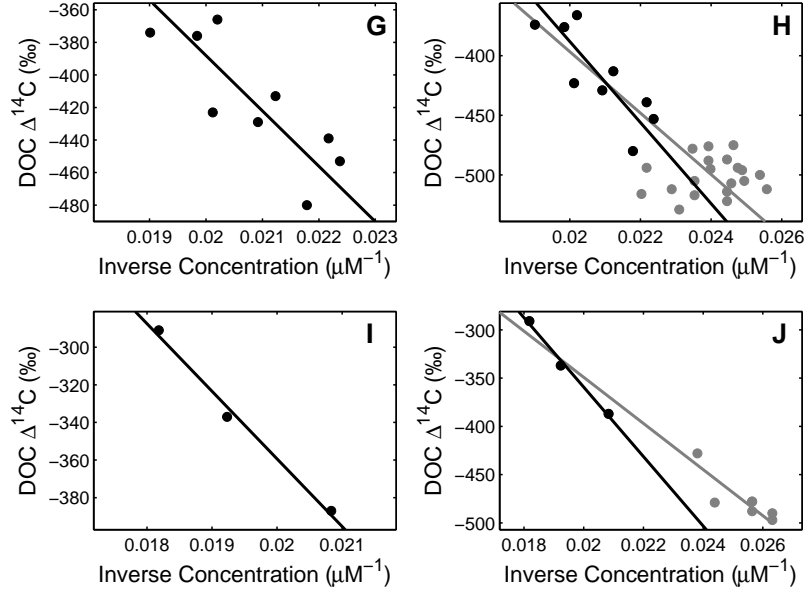 G
−360
−380
−400
−420
−440
−460
−480
DOC Δ¹⁴C (‰)
0.019 0.02 0.021 0.022 0.023
Inverse Concentration (μM⁻¹)
H
−400
−450
−500
DOC Δ¹⁴C (‰)
0.02 0.022 0.024 0.026
Inverse Concentration (μM⁻¹)
I
−300
−320
−340
−360
−380
DOC Δ¹⁴C (‰)
0.018 0.019 0.02 0.021
Inverse Concentration (μM⁻¹)
J
−300
−350
−400
−450
−500
DOC Δ¹⁴C (‰)
0.018 0.02 0.022 0.024 0.026
Inverse Concentration (μM⁻¹)